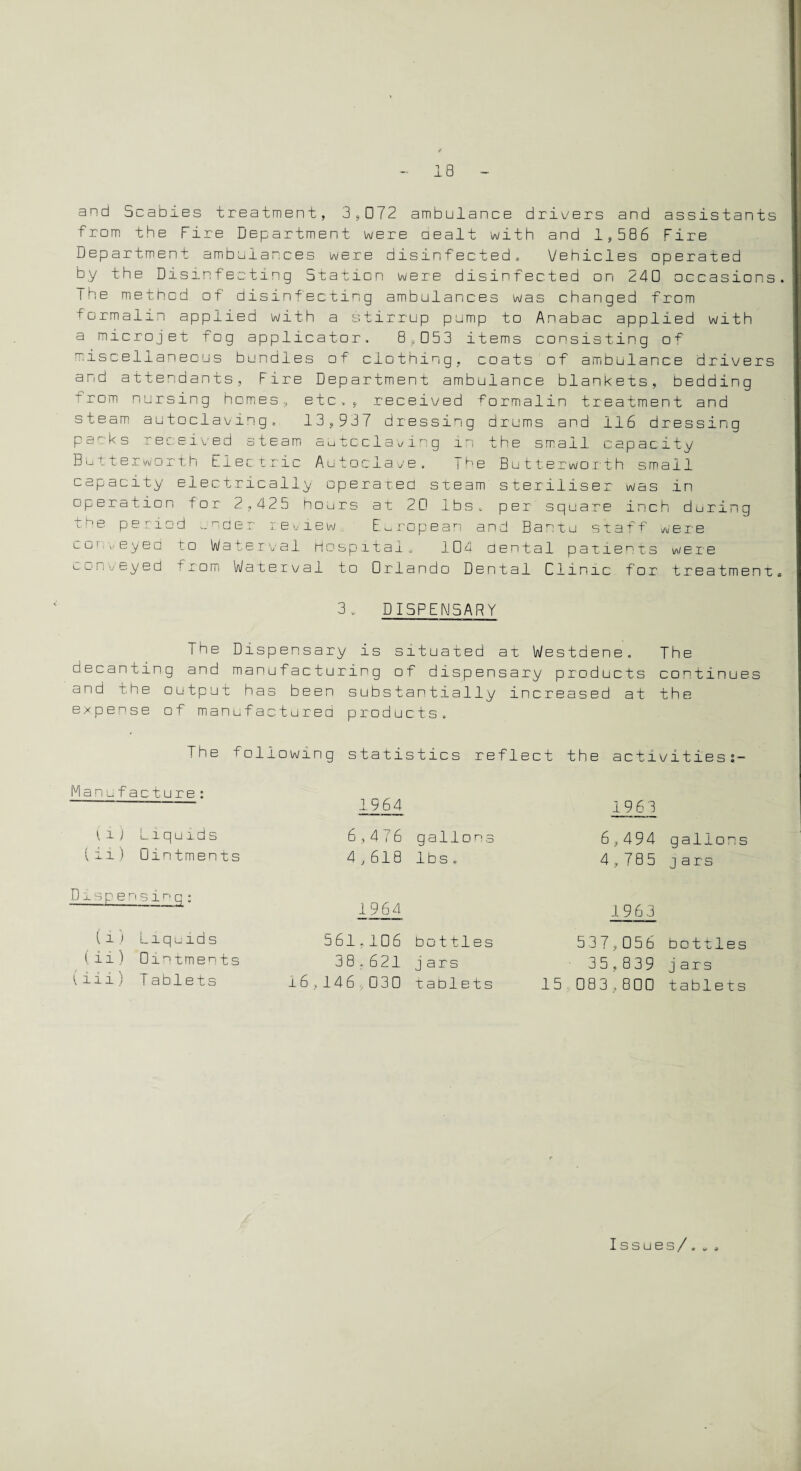 - 18 -
and Scabies treatment, 3,072 ambulance drivers and assistants
from the Fire Department were dealt with and 1,586 Fire
Department ambulances were disinfected. Vehicles operated
by the Disinfecting Station were disinfected on 240 occasions.
The method of disinfecting ambulances was changed from
formalin applied with a stirrup pump to Anabac applied with
a microjet fog applicator. 8,053 items consisting of
miscellaneous bundles of clothing, coats of ambulance drivers
and attendants, Fire Department ambulance blankets, bedding
from nursing homes, etc., received formalin treatment and
steam autoclaving. 13,937 dressing drums and 116 dressing
packs received steam autoclaving in the small capacity
Butterworth Electric Autoclave. The Butterworth small
capacity electrically operated steam steriliser was in
operation for 2,425 hours at 20 lbs. per square inch during
the period under review. European and Bantu staff were
conveyed to Waterval Hospital. 104 dental patients were
conveyed from Waterval to Orlando Dental Clinic for treatment.
3. DISPENSARY
The Dispensary is situated at Westdene. The
decanting and manufacturing of dispensary products continues
and the output has been substantially increased at the
expense of manufactured products.
The following statistics reflect the activities:-
Manufacture: 1964 1963
(i) Liquids 6,476 gallons 6,494 gallons
(ii) Ointments 4,618 lbs. 4,785 jars
Dispensing: 1964 1963
(i) Liquids 561,106 bottles 537,056 bottles
(ii) Ointments 38,621 jars 35,839 jars
(iii) Tablets 16,146,030 tablets 15,083,800 tablets
Issues/...